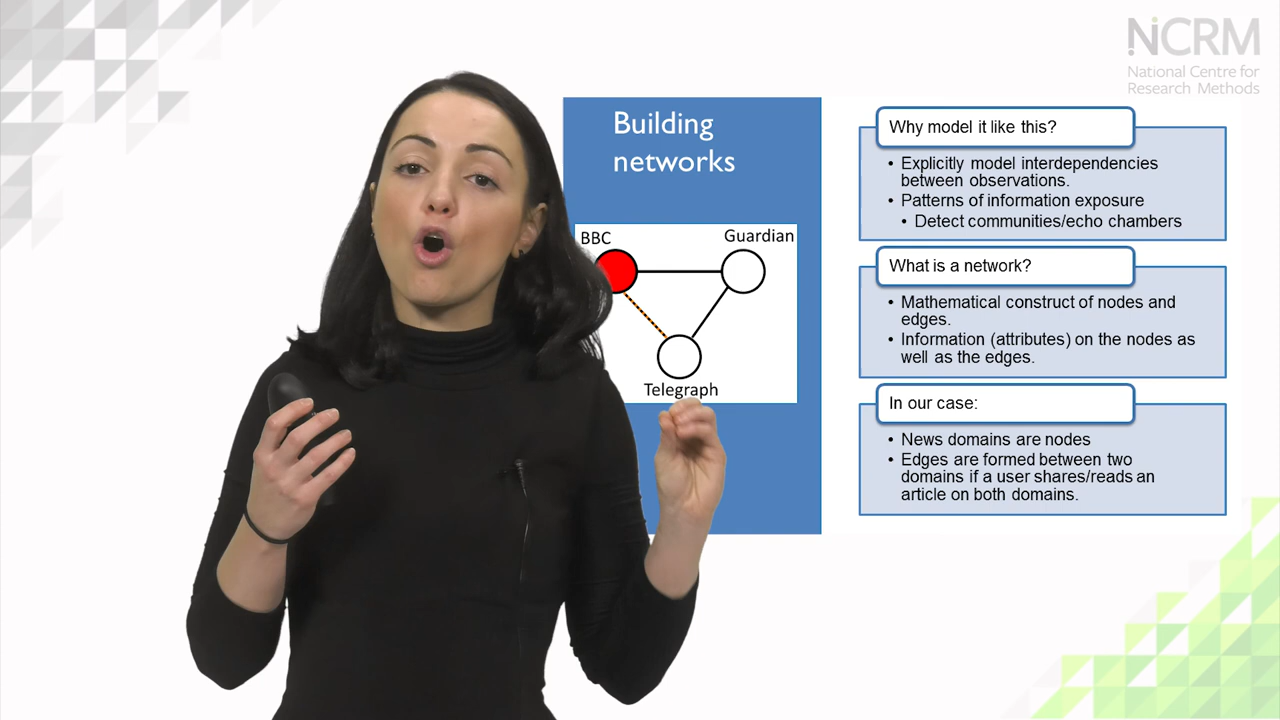 NCRM
National Centre for
Research Methods
Building
networks
BBC
Guardian
Telegraph
Why model it like this?
• Explicitly model interdependencies
between observations.
• Patterns of information exposure
• Detect communities/echo chambers
What is a network?
• Mathematical construct of nodes and
edges.
• Information (attributes) on the nodes as
well as the edges.
In our case:
• News domains are nodes
• Edges are formed between two
domains if a user shares/reads an
article on both domains.